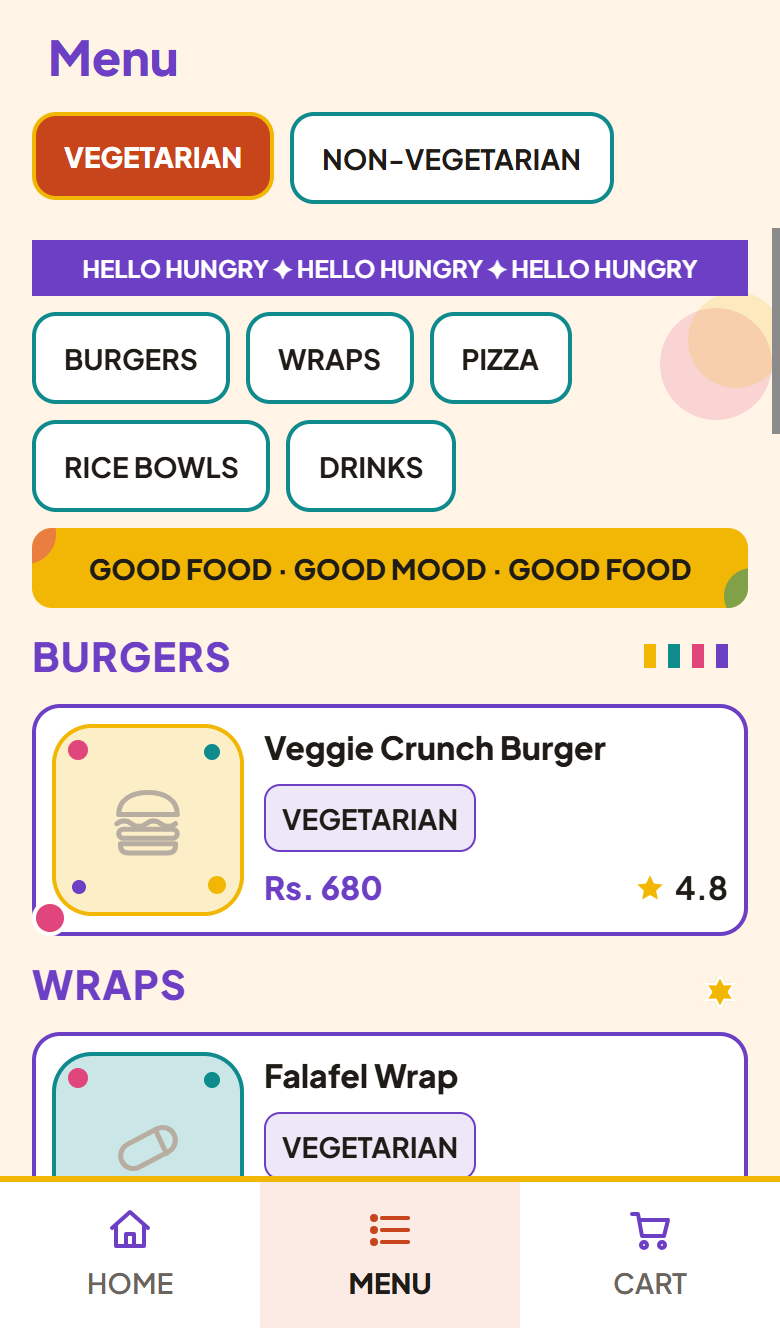 Menu
VEGETARIAN NON-VEGETARIAN
HELLO HUNGRY ✦ HELLO HUNGRY ✦ HELLO HUNGRY
BURGERS WRAPS PIZZA
RICE BOWLS DRINKS
GOOD FOOD · GOOD MOOD · GOOD FOOD
BURGERS
Veggie Crunch Burger
VEGETARIAN
Rs. 680 4.8
WRAPS
Falafel Wrap
VEGETARIAN
HOME MENU CART